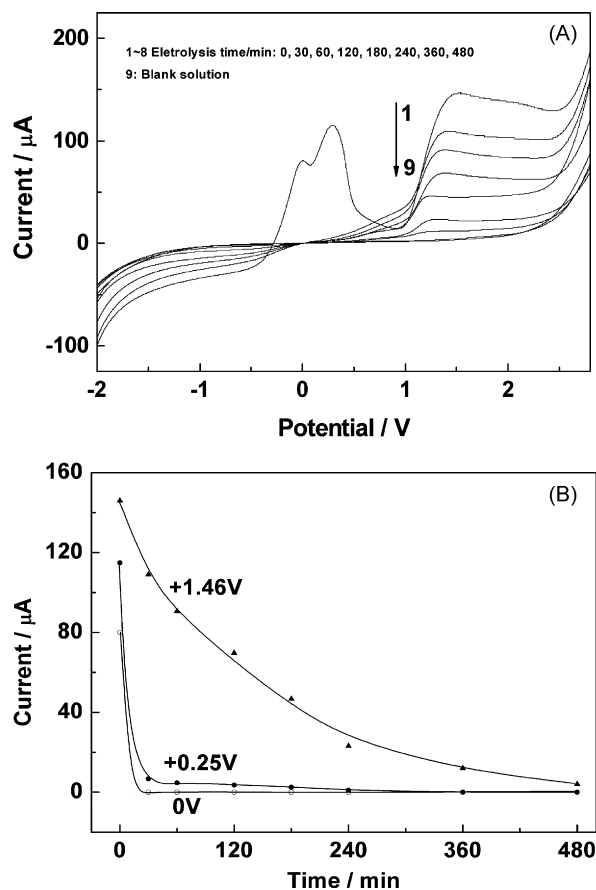 (A)
1~8 Eletrolysis time/min: 0, 30, 60, 120, 180, 240, 360, 480
9: Blank solution
200
100
0
-100
Current / μA
1
9
-2 -1 0 1 2
Potential / V
(B)
160
120
80
40
0
Current / μA
+1.46V
+0.25V
0V
0 120 240 360 480
Time / min